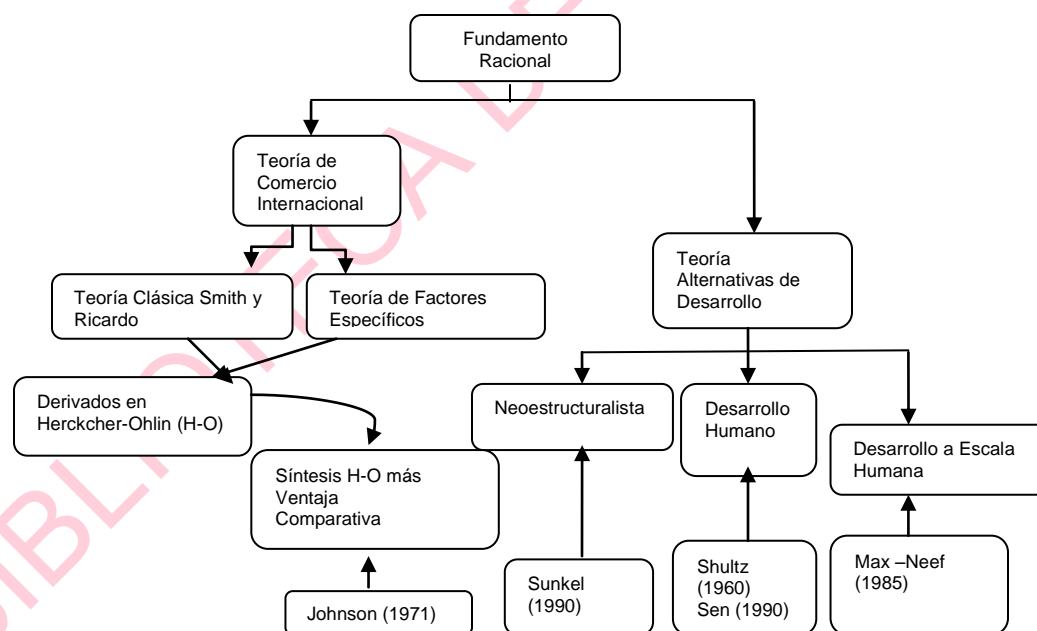 Fundamento
Racional
Teoría de
Comercio
Internacional
Teoría
Alternativas de
Desarrollo
Teoría Clásica Smith y
Ricardo
Teoría de Factores
Específicos
Derivados en
Herckcher-Ohlin (H-O)
Neoestructuralista
Desarrollo
Humano
Desarrollo a Escala
Humana
Síntesis H-O más
Ventaja
Comparativa
Johnson (1971)
Sunkel
(1990)
Shultz
(1960)
Sen (1990)
Max –Neef
(1985)